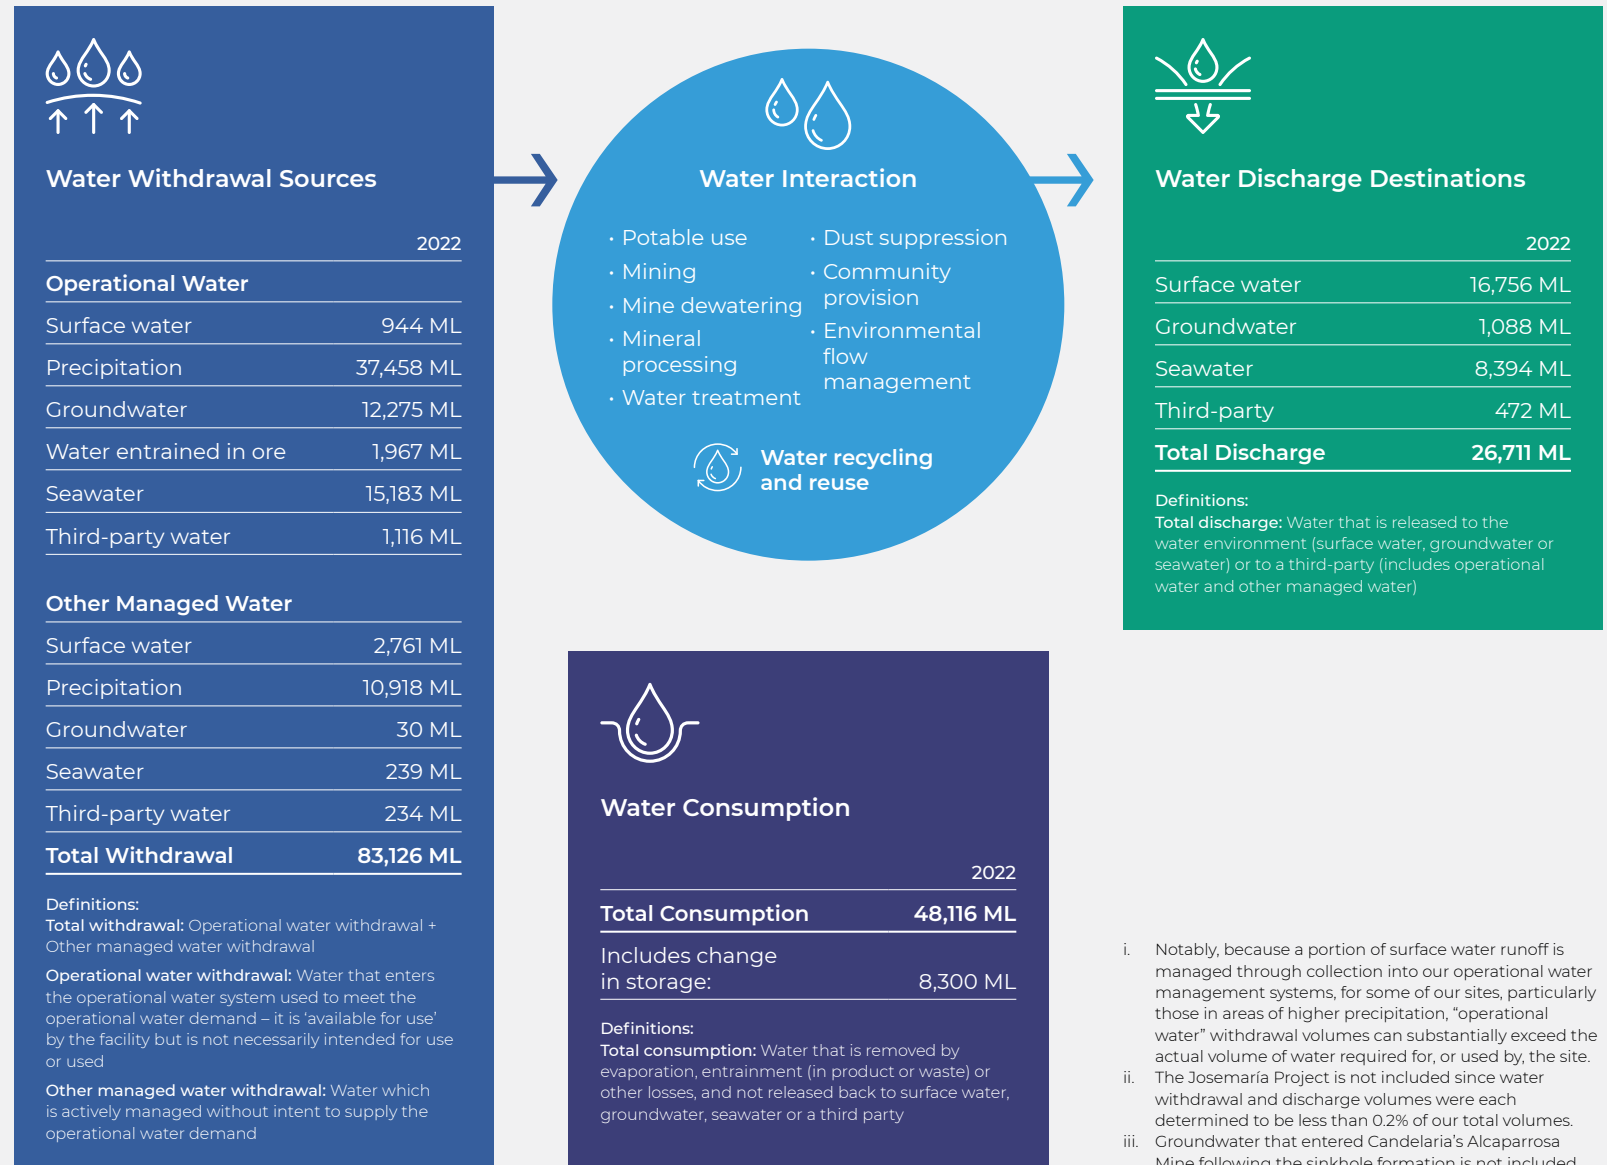 Water Withdrawal Sources
2022
Operational Water
Surface water 944 ML
Precipitation 37,458 ML
Groundwater 12,275 ML
Water entrained in ore 1,967 ML
Seawater 15,183 ML
Third-party water 1,116 ML
Other Managed Water
Surface water 2,761 ML
Precipitation 10,918 ML
Groundwater 30 ML
Seawater 239 ML
Third-party water 234 ML
Total Withdrawal 83,126 ML
Definitions:
Total withdrawal: Operational water withdrawal +
Other managed water withdrawal
Operational water withdrawal: Water that enters
the operational water system used to meet the
operational water demand – it is ‘available for use’
by the facility but is not necessarily intended for use
or used
Other managed water withdrawal: Water which
is actively managed without intent to supply the
operational water demand
Water Interaction
· Potable use
· Mining
· Mine dewatering
· Mineral
processing
· Water treatment
· Dust suppression
· Community
provision
· Environmental
flow
management
Water recycling
and reuse
Water Consumption
2022
Total Consumption 48,116 ML
Includes change
in storage: 8,300 ML
Definitions:
Total consumption: Water that is removed by
evaporation, entrainment (in product or waste) or
other losses, and not released back to surface water,
groundwater, seawater or a third party
Water Discharge Destinations
2022
Surface water 16,756 ML
Groundwater 1,088 ML
Seawater 8,394 ML
Third-party 472 ML
Total Discharge 26,711 ML
Definitions:
Total discharge: Water that is released to the
water environment (surface water, groundwater or
seawater) or to a third-party (includes operational
water and other managed water)
i. Notably, because a portion of surface water runoff is
managed through collection into our operational water
management systems, for some of our sites, particularly
those in areas of higher precipitation, “operational
water” withdrawal volumes can substantially exceed the
actual volume of water required for, or used by, the site.
ii. The Josemaría Project is not included since water
withdrawal and discharge volumes were each
determined to be less than 0.2% of our total volumes.
iii. Groundwater that entered Candelaria’s Alcaparrosa
Mine following the sinkhole formation is not included